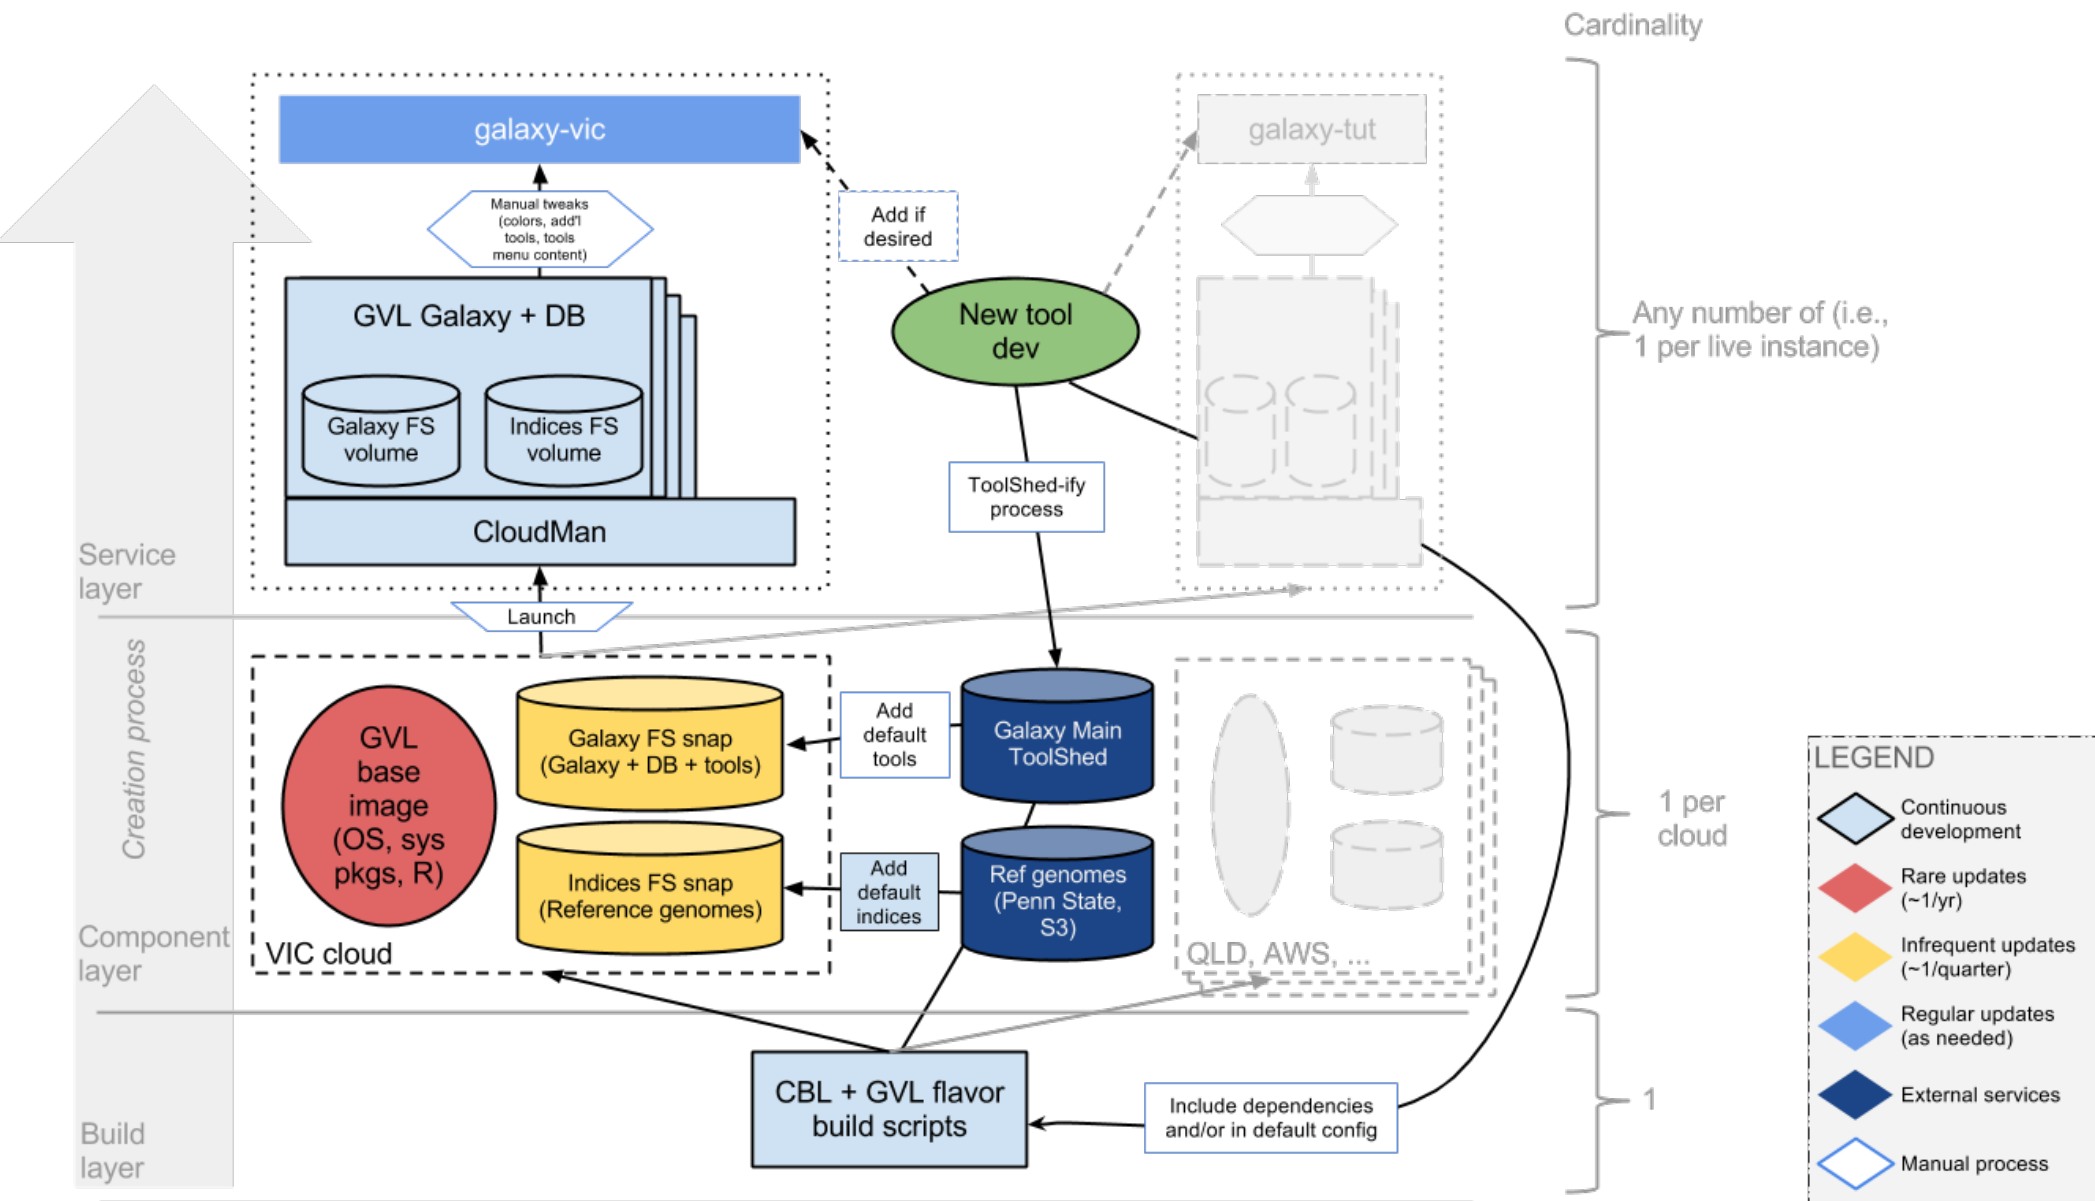 Cardinality
galaxy-vic
galaxy-tut
Manual tweaks
(colors, add'l
tools, tools
menu content)
Add if
desired
GVL Galaxy + DB
New tool
dev
Any number of (i.e.,
1 per live instance)
Galaxy FS
volume
Indices FS
volume
ToolShed-ify
process
CloudMan
Service
layer
Launch
Creation process
GVL
base
image
(OS, sys
pkgs, R)
Galaxy FS snap
(Galaxy + DB + tools)
Add
default
tools
Galaxy Main
ToolShed
Indices FS snap
(Reference genomes)
Add
default
indices
Ref genomes
(Penn State,
S3)
1 per
cloud
Component
layer
VIC cloud
QLD, AWS, ...
CBL + GVL flavor
build scripts
Include dependencies
and/or in default config
1
Build
layer
LEGEND
Continuous
development
Rare updates
(~1/yr)
Infrequent updates
(~1/quarter)
Regular updates
(as needed)
External services
Manual process